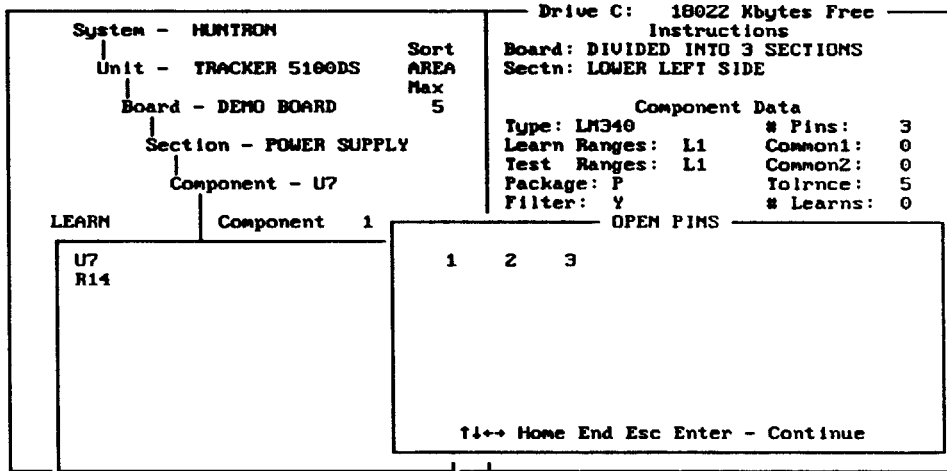 System - HUNTRON
Unit - TRACKER 5100DS
Board - DEMO BOARD
Section - POWER SUPPLY
Component - U7
Sort
AREA
Max
5
LEARN Component 1
U7
R14
Drive C: 18022 Kbytes Free
Instructions
Board: DIVIDED INTO 3 SECTIONS
Sectn: LOWER LEFT SIDE
Component Data
Type: LM340 # Pins: 3
Learn Ranges: L1 Common1: 0
Test Ranges: L1 Common2: 0
Package: P Tolrnce: 5
Filter: Y # Learns: 0
OPEN PINS
1 2 3
↑↓←→ Home End Esc Enter - Continue